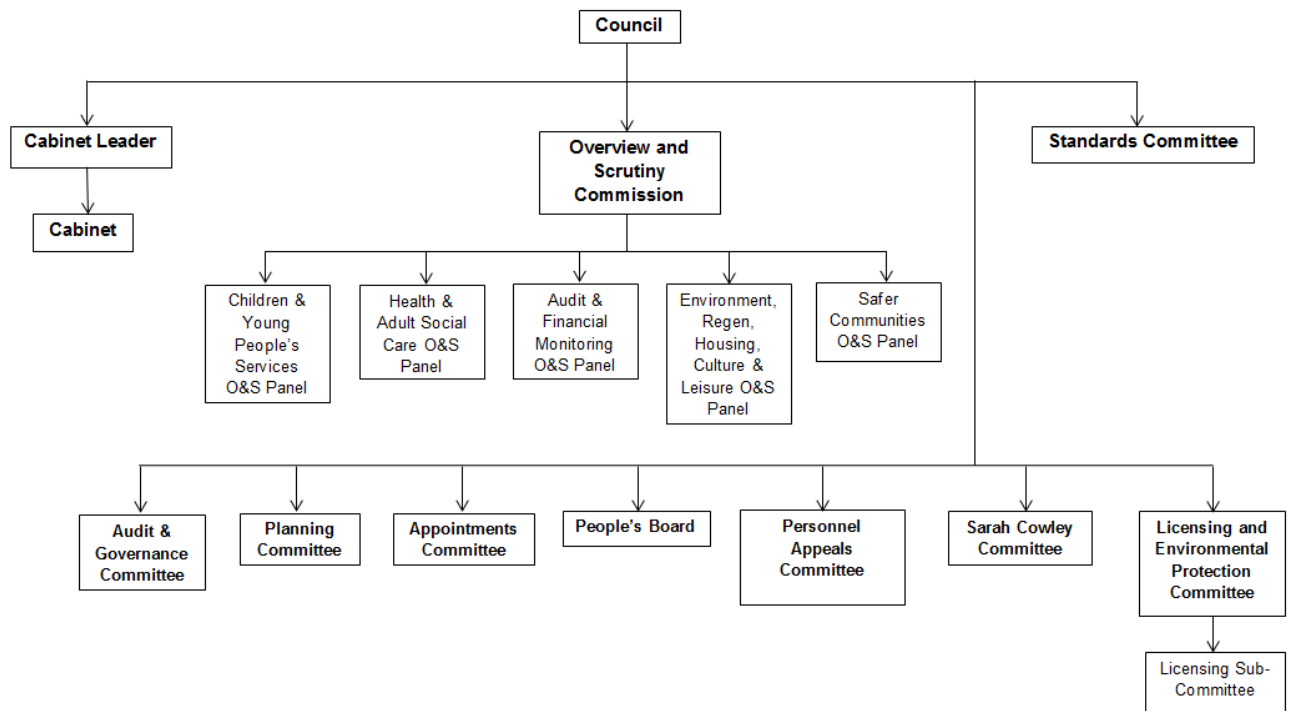 Council
Cabinet Leader
Overview and
Scrutiny
Commission
Standards Committee
Cabinet
Children &
Young
People's
Services
O&S Panel
Health &
Adult Social
Care O&S
Panel
Audit &
Financial
Monitoring
O&S Panel
Environment,
Regen,
Housing,
Culture &
Leisure O&S
Panel
Safer
Communities
O&S Panel
Audit &
Governance
Committee
Planning
Committee
Appointments
Committee
People's Board
Personnel
Appeals
Committee
Sarah Cowley
Committee
Licensing and
Environmental
Protection
Committee
Licensing Sub-
Committee